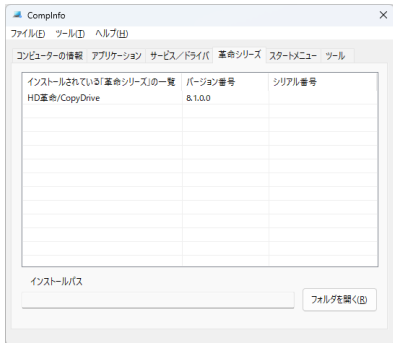 CompInfo
ファイル(F) ツール(T) ヘルプ(H)
コンピューターの情報 アプリケーション サービス／ドライバ 革命シリーズ スタートメニュー ツール
インストールされている「革命シリーズ」の一覧 バージョン番号 シリアル番号
HD革命/CopyDrive 8.1.0.0
インストールパス
フォルダを開く(R)